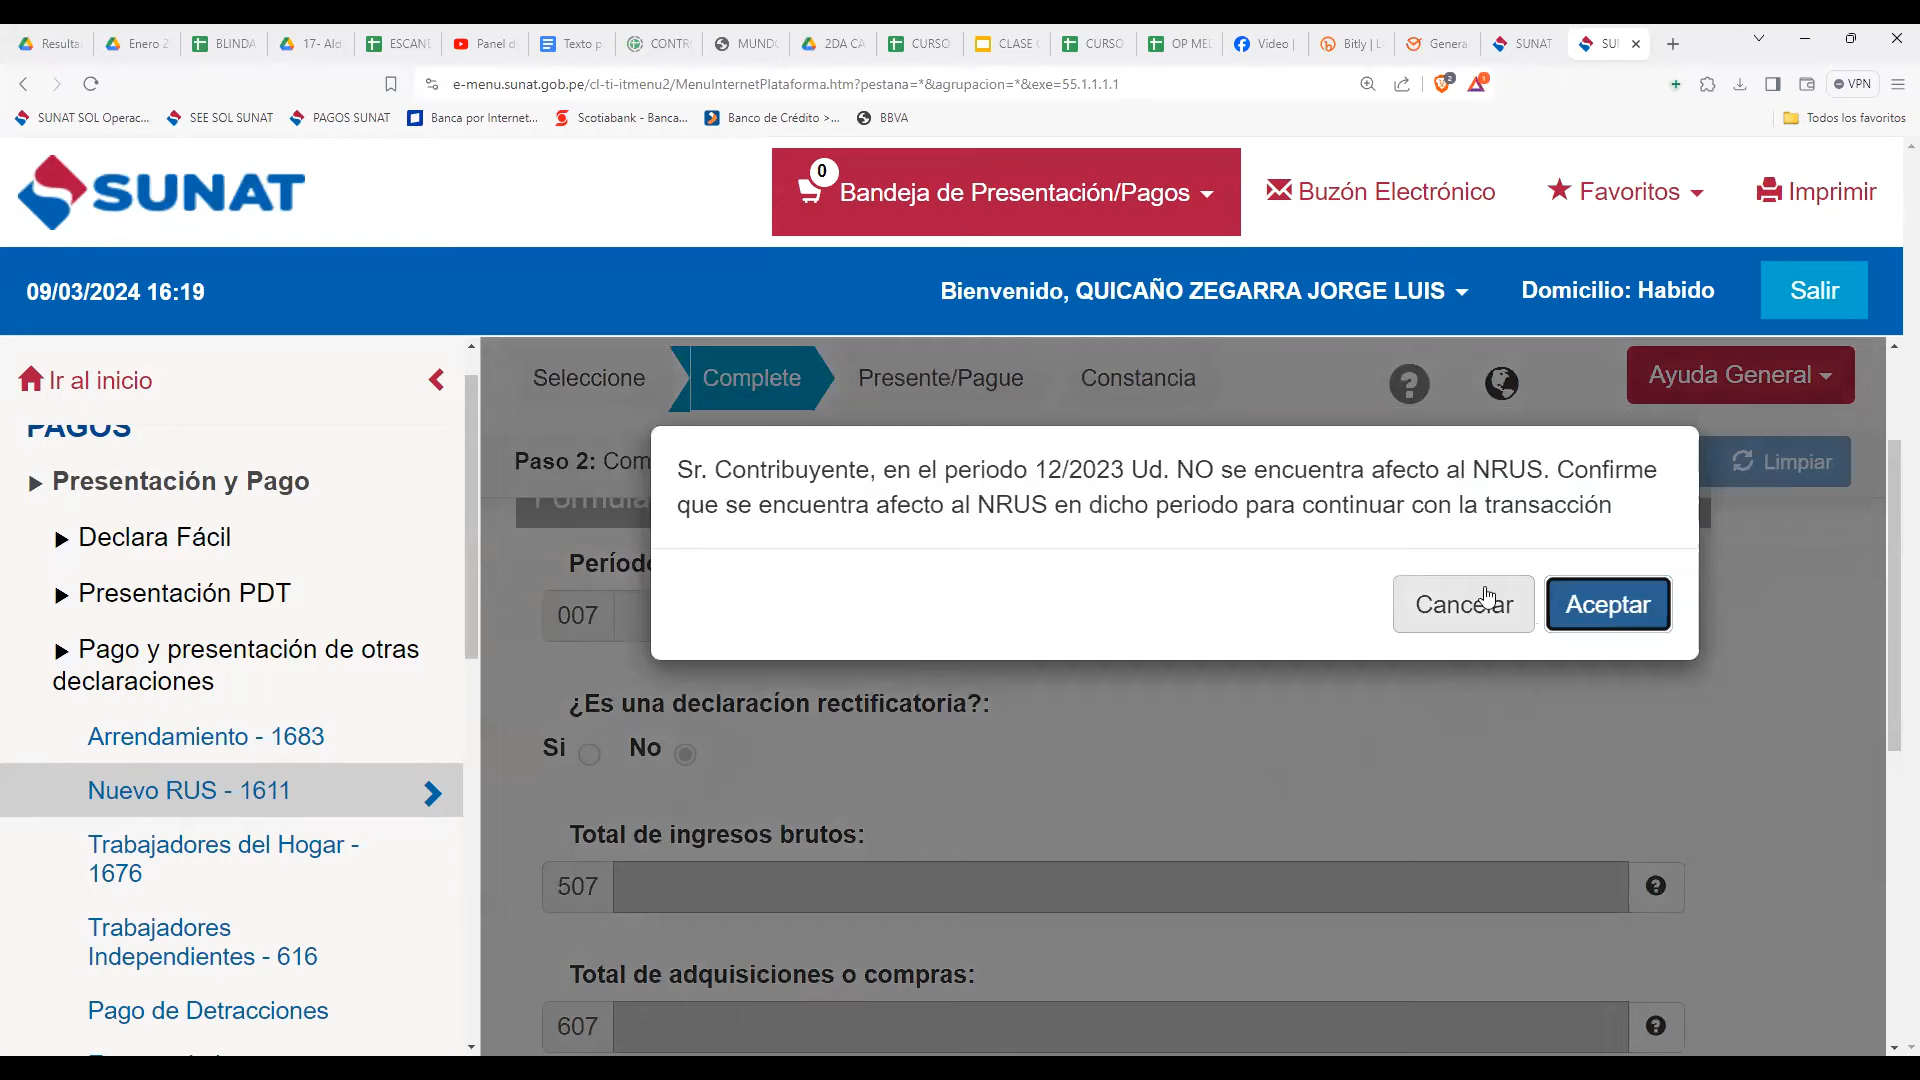 Resulta
Enero 2
BLINDA
17- Ald
ESCANE
Panel d
Texto p
CONTR
MUNDO
2DA CA
CURSO
CLASE
CURSO
OP MED
Video |
Bitly | L
Genera
SUNAT
SU
e-menu.sunat.gob.pe/cl-ti-itmenu2/MenuInternetPlataforma.htm?pestana=*&agrupacion=*&exe=55.1.1.1.1
2
1
VPN
SUNAT SOL Operac...
SEE SOL SUNAT
PAGOS SUNAT
Banca por Internet...
Scotiabank - Banca...
Banco de Crédito >...
BBVA
Todos los favoritos
SUNAT
0
Bandeja de Presentación/Pagos
Buzón Electrónico
Favoritos
Imprimir
09/03/2024 16:19
Bienvenido, QUICAÑO ZEGARRA JORGE LUIS
Domicilio: Habido
Salir
Ir al inicio
PAGOS
Presentación y Pago
Declara Fácil
Presentación PDT
Pago y presentación de otras
declaraciones
Arrendamiento - 1683
Nuevo RUS - 1611
Trabajadores del Hogar -
1676
Trabajadores
Independientes - 616
Pago de Detracciones
Seleccione
Complete
Presente/Pague
Constancia
Ayuda General
Paso 2: Com
Limpiar
Formula
Sr. Contribuyente, en el periodo 12/2023 Ud. NO se encuentra afecto al NRUS. Confirme
que se encuentra afecto al NRUS en dicho periodo para continuar con la transacción
Cancelar
Aceptar
Períod
007
¿Es una declaracíon rectificatoria?:
Si
No
Total de ingresos brutos:
507
Total de adquisiciones o compras:
607